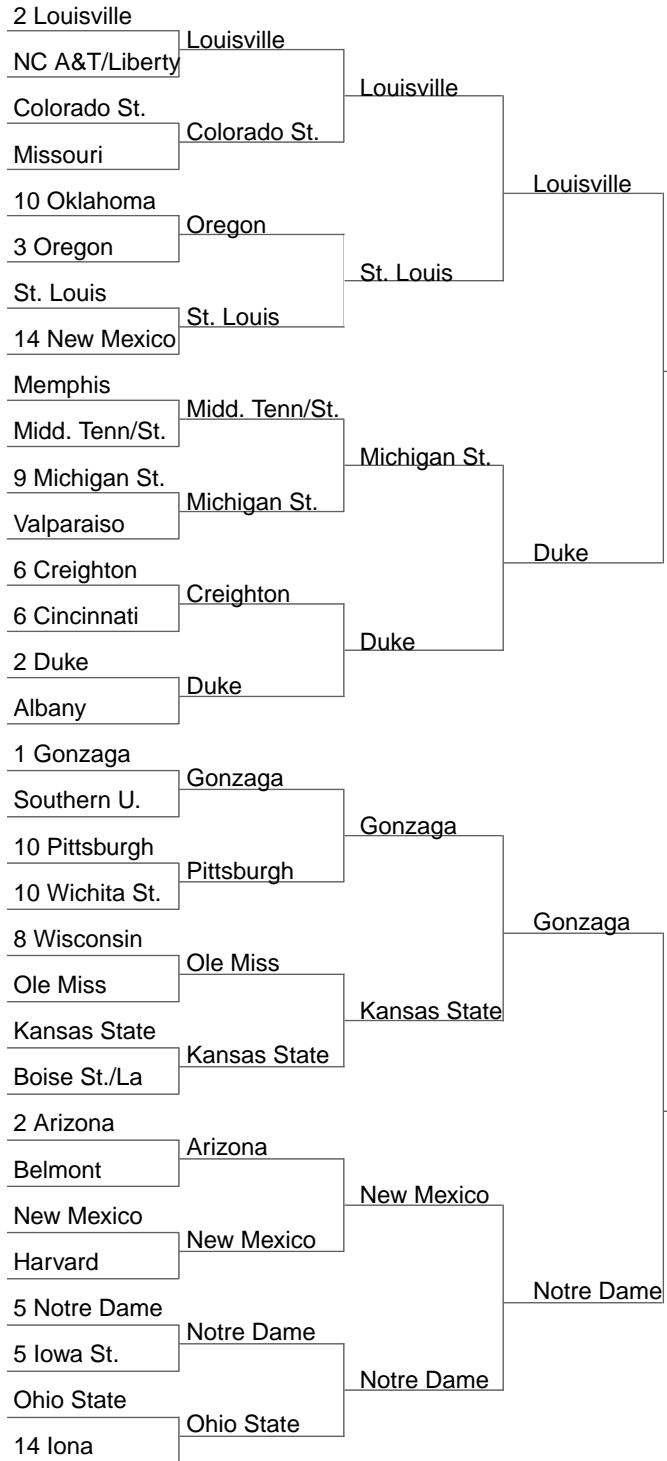 2 Louisville
NC A&T/Liberty
Colorado St.
Missouri
10 Oklahoma
3 Oregon
St. Louis
14 New Mexico
Memphis
Midd. Tenn/St.
9 Michigan St.
Valparaiso
6 Creighton
6 Cincinnati
2 Duke
Albany
1 Gonzaga
Southern U.
10 Pittsburgh
10 Wichita St.
8 Wisconsin
Ole Miss
Kansas State
Boise St./La
2 Arizona
Belmont
New Mexico
Harvard
5 Notre Dame
5 Iowa St.
Ohio State
14 Iona
Louisville
Colorado St.
Oregon
St. Louis
Midd. Tenn/St.
Michigan St.
Creighton
Duke
Gonzaga
Pittsburgh
Ole Miss
Kansas State
Arizona
New Mexico
Notre Dame
Ohio State
Louisville
St. Louis
Michigan St.
Duke
Gonzaga
Kansas State
New Mexico
Notre Dame
Louisville
Duke
Gonzaga
Notre Dame